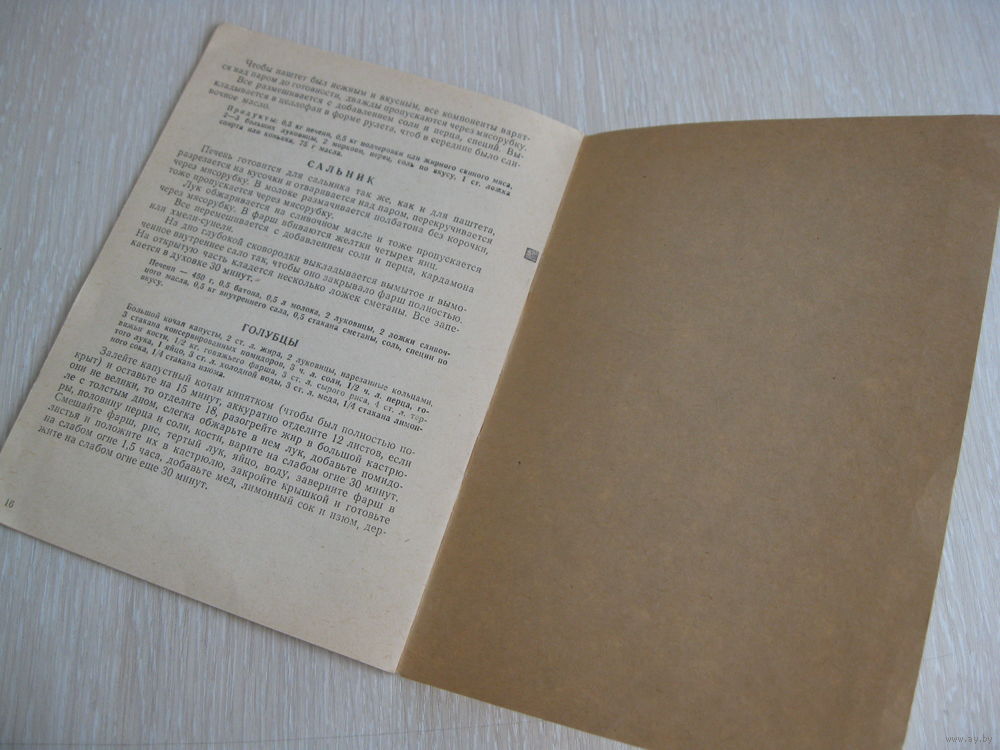 Чтобы паштет был нежным и вкусным, все компоненты варят-
ся над паром до готовности, дважды пропускаются через мясорубку.
Все размешивается с добавлением соли и перца, специй. Вы-
кладывается в целлофан в форме рулета, чтоб в середине было сли-
вочное масло.
Продукты: 0,5 кг печени, 0,5 кг подчеревки или жирного свиного мяса,
2—3 больших луковицы, 2 моркови, перец, соль по вкусу, 1 ст. ложка
спирта или коньяка, 75 г масла.
САЛЬНИК
Печень готовится для сальника так же, как и для паштета,
разрезается на кусочки и отваривается над паром, перекручивается
через мясорубку. В молоке размачивается полбатона без корочки,
тоже пропускается через мясорубку.
Лук обжаривается на сливочном масле и тоже пропускается
через мясорубку. В фарш вбиваются желтки четырех яиц.
Все перемешивается с добавлением соли и перца, кардамона
или хмели-сунели.
На дно глубокой сковородки выкладывается вымытое и вымо-
ченное внутреннее сало так, чтобы оно закрывало фарш полностью.
На открытую часть кладется несколько ложек сметаны. Все запе-
кается в духовке 30 минут.
Печени — 450 г, 0,5 батона, 0,5 л молока, 2 луковицы, 2 ложки сливоч-
ного масла, 0,5 кг внутреннего сала, 0,5 стакана сметаны, соль, специи по
вкусу.
ГОЛУБЦЫ
Большой кочан капусты, 2 ст. л. жира, 2 луковицы, нарезанные кольцами,
3 стакана консервированных помидоров, 3 ч. л. соли, 1/2 ч. л. перца, го-
вяжьи кости, 1/2 кг. говяжьего фарша, 3 ст. л. сырого риса, 4 ст. л. тер-
того лука, 1 яйцо, 3 ст. л. холодной воды, 3 ст. л. меда, 1/4 стакана лимон-
ного сока, 1/4 стакана изюма.
Залейте капустный кочан кипятком (чтобы был полностью по-
крыт) и оставьте на 15 минут, аккуратно отделите 12 листов, если
они не велики, то отделите 18, разогрейте жир в большой кастрю-
ле с толстым дном, слегка обжарьте в нем лук, добавьте помидо-
ры, половину перца и соли, кости, варите на слабом огне 30 минут.
Смешайте фарш, рис, тертый лук, яйцо, воду, заверните фарш в
листья и положите их в кастрюлю, закройте крышкой и готовьте
на слабом огне 1,5 часа, добавьте мед, лимонный сок и изюм, дер-
жите на слабом огне еще 30 минут.
16
www.ay.by